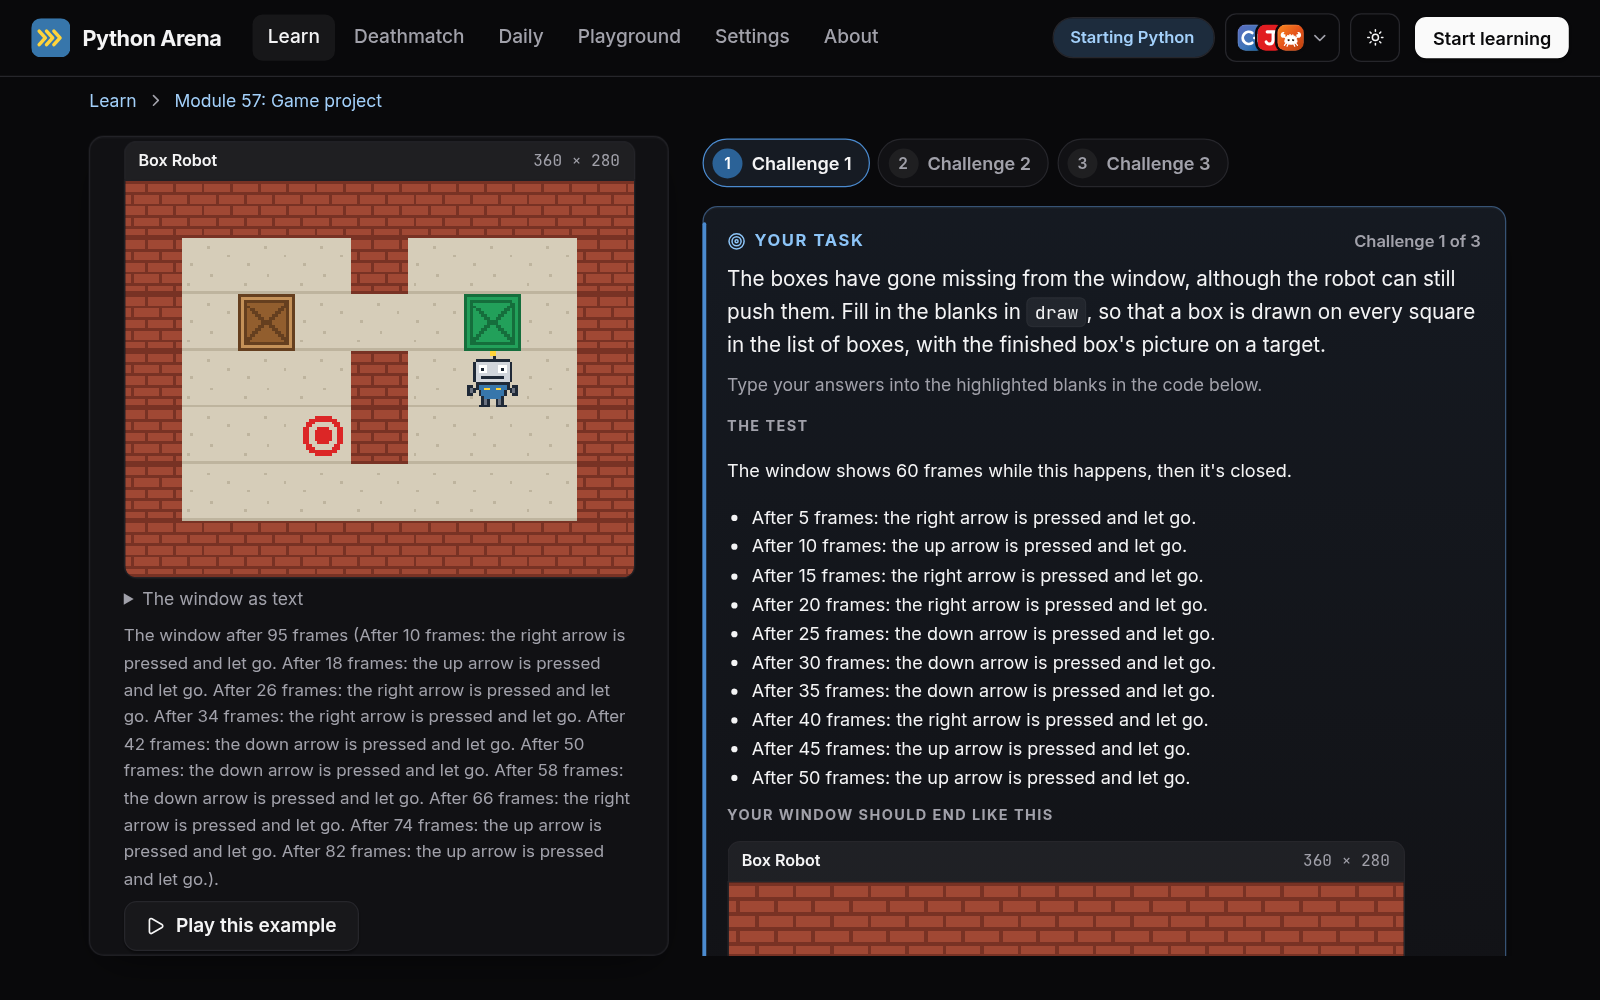 Python Arena
Learn
Deathmatch
Daily
Playground
Settings
About
Starting Python
Start learning
Learn
Module 57: Game project
Box Robot
360 × 280
The window as text
The window after 95 frames (After 10 frames: the right arrow is
pressed and let go. After 18 frames: the up arrow is pressed
and let go. After 26 frames: the right arrow is pressed and let
go. After 34 frames: the right arrow is pressed and let go. After
42 frames: the down arrow is pressed and let go. After 50
frames: the down arrow is pressed and let go. After 58 frames:
the down arrow is pressed and let go. After 66 frames: the right
arrow is pressed and let go. After 74 frames: the up arrow is
pressed and let go. After 82 frames: the up arrow is pressed
and let go.).
Play this example
1 Challenge 1
2 Challenge 2
3 Challenge 3
YOUR TASK
Challenge 1 of 3
The boxes have gone missing from the window, although the robot can still
push them. Fill in the blanks in draw, so that a box is drawn on every square
in the list of boxes, with the finished box's picture on a target.
Type your answers into the highlighted blanks in the code below.
THE TEST
The window shows 60 frames while this happens, then it's closed.
• After 5 frames: the right arrow is pressed and let go.
• After 10 frames: the up arrow is pressed and let go.
• After 15 frames: the right arrow is pressed and let go.
• After 20 frames: the right arrow is pressed and let go.
• After 25 frames: the down arrow is pressed and let go.
• After 30 frames: the down arrow is pressed and let go.
• After 35 frames: the down arrow is pressed and let go.
• After 40 frames: the right arrow is pressed and let go.
• After 45 frames: the up arrow is pressed and let go.
• After 50 frames: the up arrow is pressed and let go.
YOUR WINDOW SHOULD END LIKE THIS
Box Robot
360 × 280